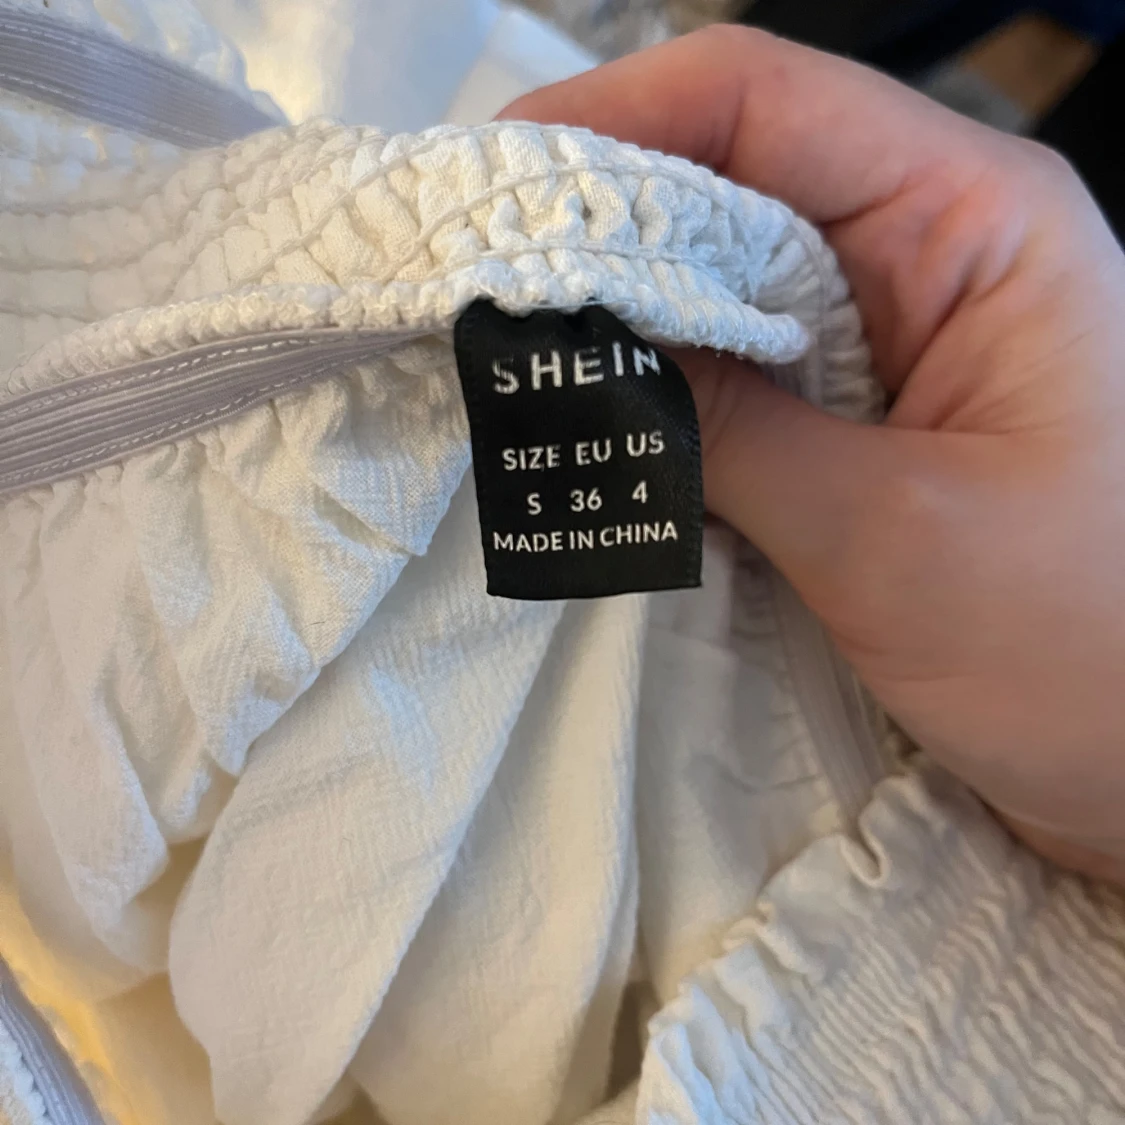 SHEIN
SIZE EU US
S 36 4
MADE IN CHINA